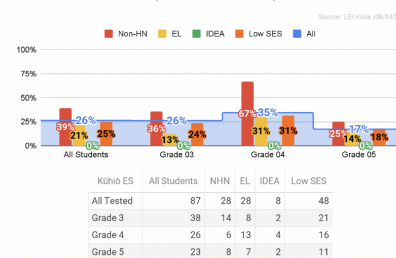 Source: LEI Kūlia (08/14/2
Non-HN EL IDEA Low SES All
100%
75%
50%
25%
0%
39% 21% 0% 25% 26%
36% 13% 0% 24% 26%
67% 31% 0% 31% 35%
25% 14% 0% 18% 17%
All Students Grade 03 Grade 04 Grade 05
Kūhiō ES All Students NHN EL IDEA Low SES
All Tested 87 28 28 8 48
Grade 3 38 14 8 2 21
Grade 4 26 6 13 4 16
Grade 5 23 8 7 2 11